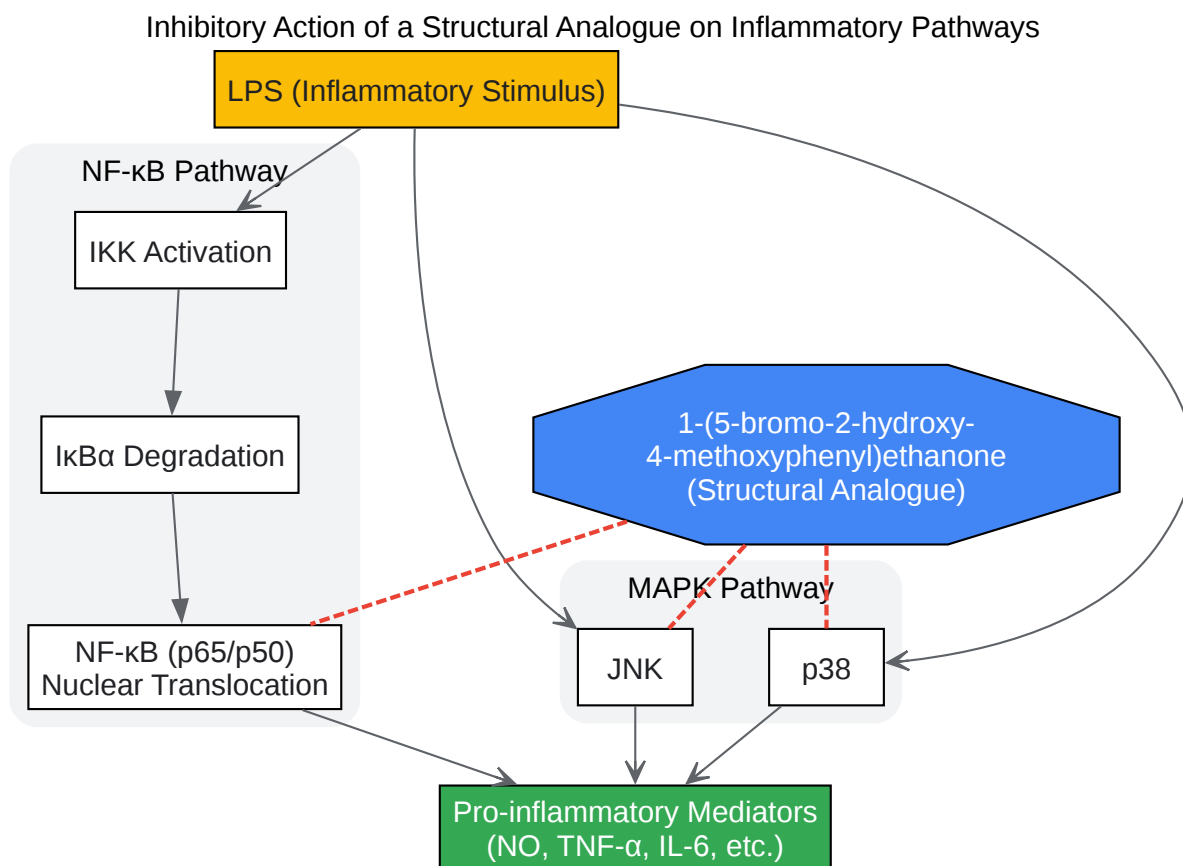 Inhibitory Action of a Structural Analogue on Inflammatory Pathways
LPS (Inflammatory Stimulus)
NF-κB Pathway
IKK Activation
IκBα Degradation
1-(5-bromo-2-hydroxy-
4-methoxyphenyl)ethanone
(Structural Analogue)
MAPK Pathway
NF-κB (p65/p50)
Nuclear Translocation
JNK
p38
Pro-inflammatory Mediators
(NO, TNF-α, IL-6, etc.)